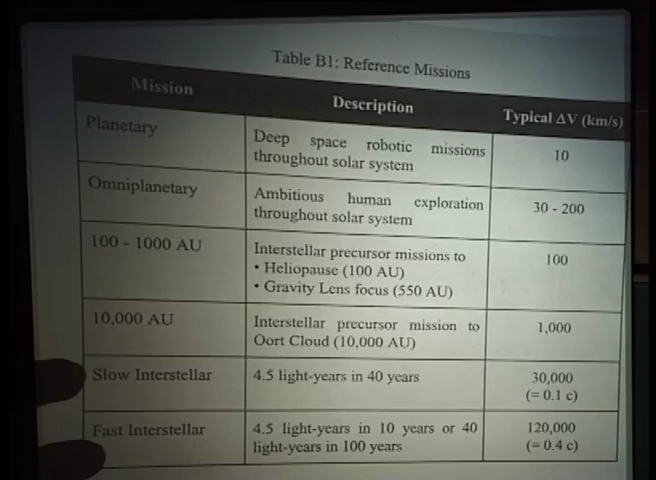 Table B1: Reference Missions
Mission Description Typical ΔV (km/s)
Planetary
Deep space robotic missions
throughout solar system
10
Omniplanetary
Ambitious human exploration
throughout solar system
30 - 200
100 - 1000 AU
Interstellar precursor missions to
• Heliopause (100 AU)
• Gravity Lens focus (550 AU)
100
10,000 AU
Interstellar precursor mission to
Oort Cloud (10,000 AU)
1,000
Slow Interstellar
4.5 light-years in 40 years
30,000
(= 0.1 c)
Fast Interstellar
4.5 light-years in 10 years or 40
light-years in 100 years
120,000
(= 0.4 c)